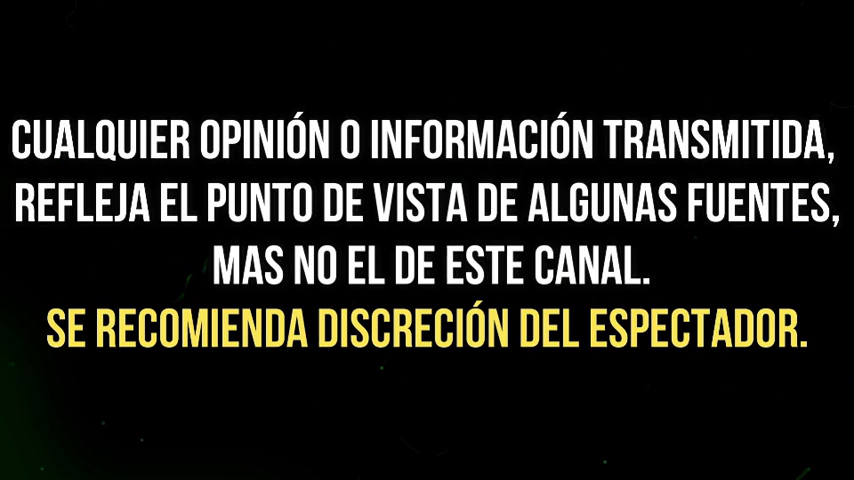 CUALQUIER OPINIÓN O INFORMACIÓN TRANSMITIDA,
REFLEJA EL PUNTO DE VISTA DE ALGUNAS FUENTES,
MAS NO EL DE ESTE CANAL.
SE RECOMIENDA DISCRECIÓN DEL ESPECTADOR.